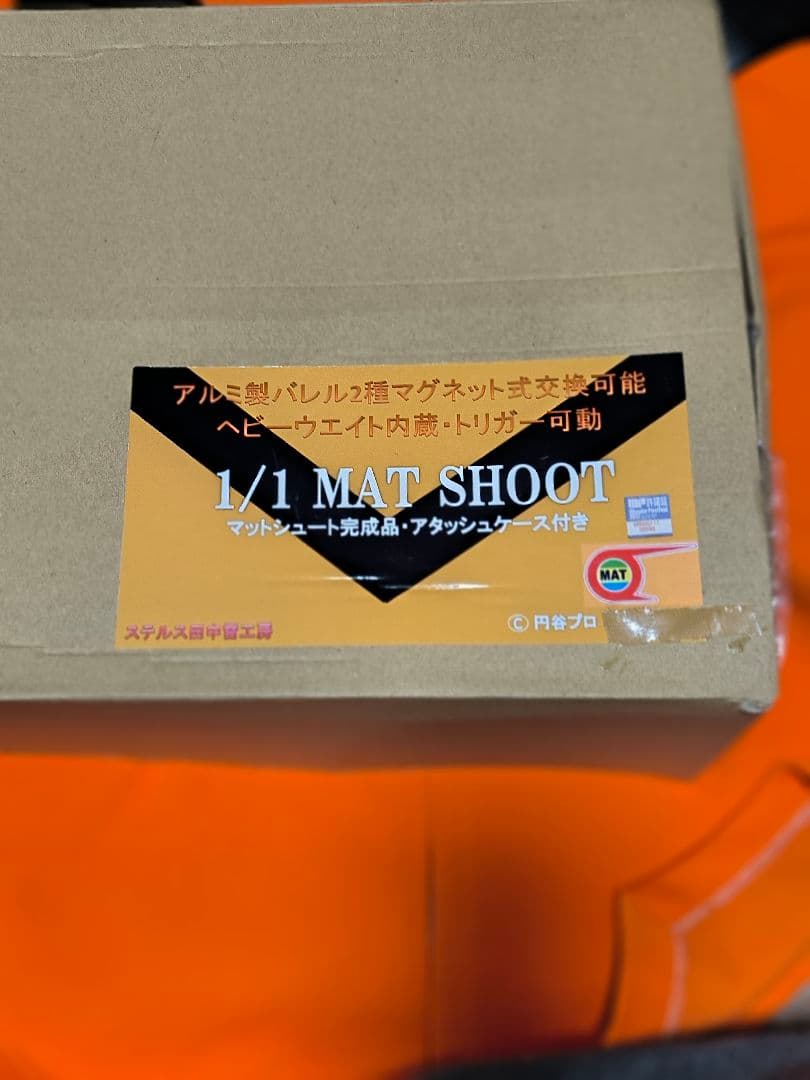 アルミ製バレル2種マグネット式交換可能
ヘビーウエイト内蔵・トリガー可動
1/1 MAT SHOOT
マットシュート完成品・アタッシュケース付き
MAT
ステルス田中雷工房
© 円谷プロ